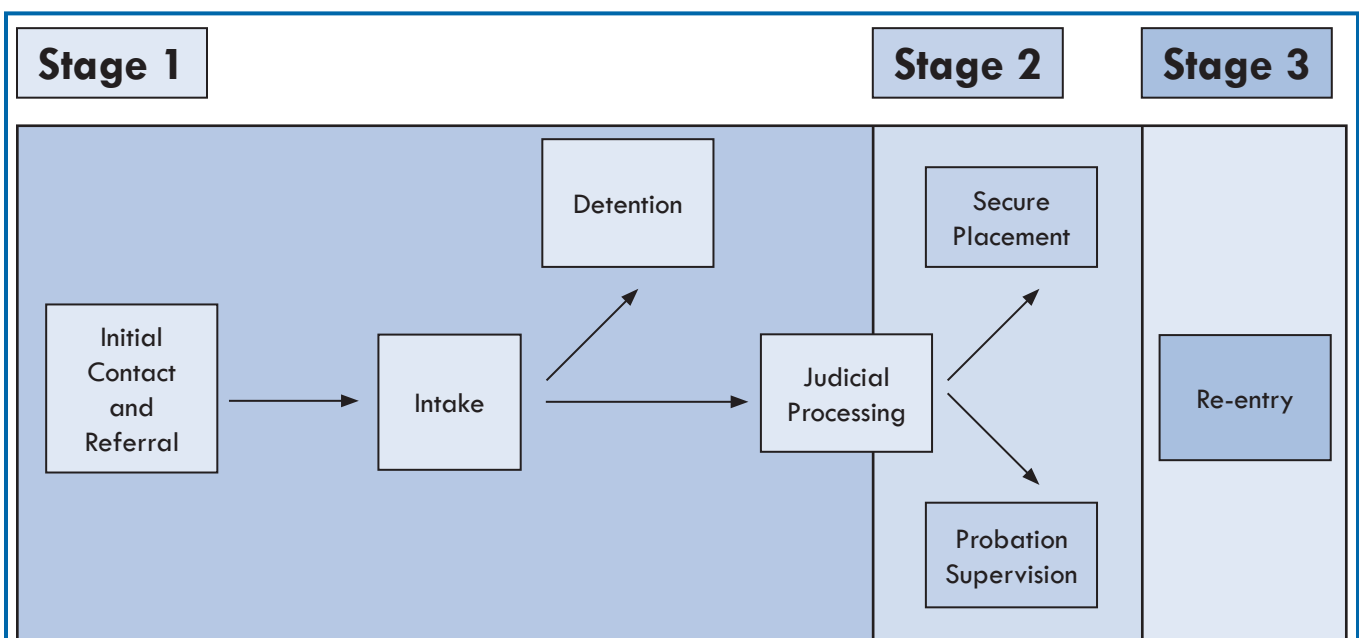 Stage 1
Stage 2
Stage 3
Detention
Secure
Placement
Initial
Contact
and
Referral
Intake
Judicial
Processing
Re-entry
Probation
Supervision